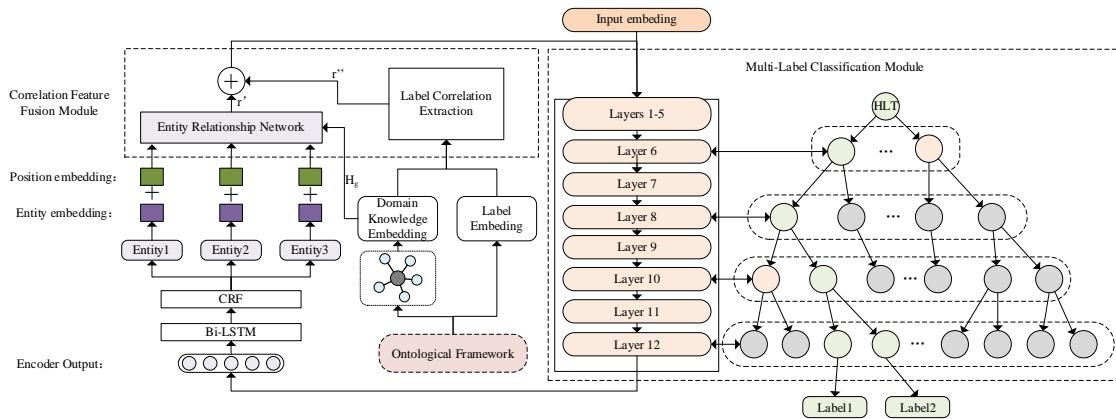 Input embeding
Multi-Label Classification Module
Correlation Feature
Fusion Module
r'
r''
Label Correlation
Extraction
Entity Relationship Network
Layers 1-5
Layer 6
Layer 7
Layer 8
Layer 9
Layer 10
Layer 11
Layer 12
HLT
...
...
...
...
Position embedding：
Entity embedding：
Hg
Domain
Knowledge
Embedding
Label
Embeding
Entity1
Entity2
Entity3
CRF
Bi-LSTM
Ontological Framework
Encoder Output：
Label1
Label2